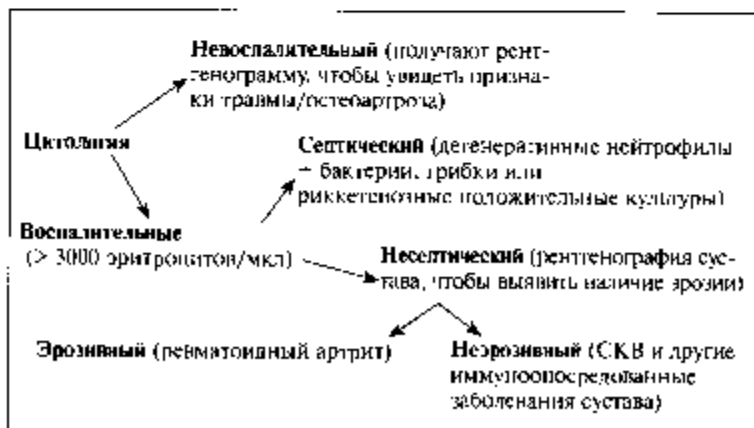 Невоспалительный (получают рент-
генограмму, чтобы увидеть призна-
ки травмы/остеоартроза)
Цитология
Септический (дегенеративные нейтрофилы
+ бактерии, грибки или
риккетсиозные положительные культуры)
Воспалительные
(> 3000 эритроцитов/мкл)
Несептический (рентгенография сус-
тава, чтобы выявить наличие эрозии)
Эрозивный (ревматоидный артрит)
Неэрозивный (СКВ и другие
иммуноопосредованные
заболевания сустава)